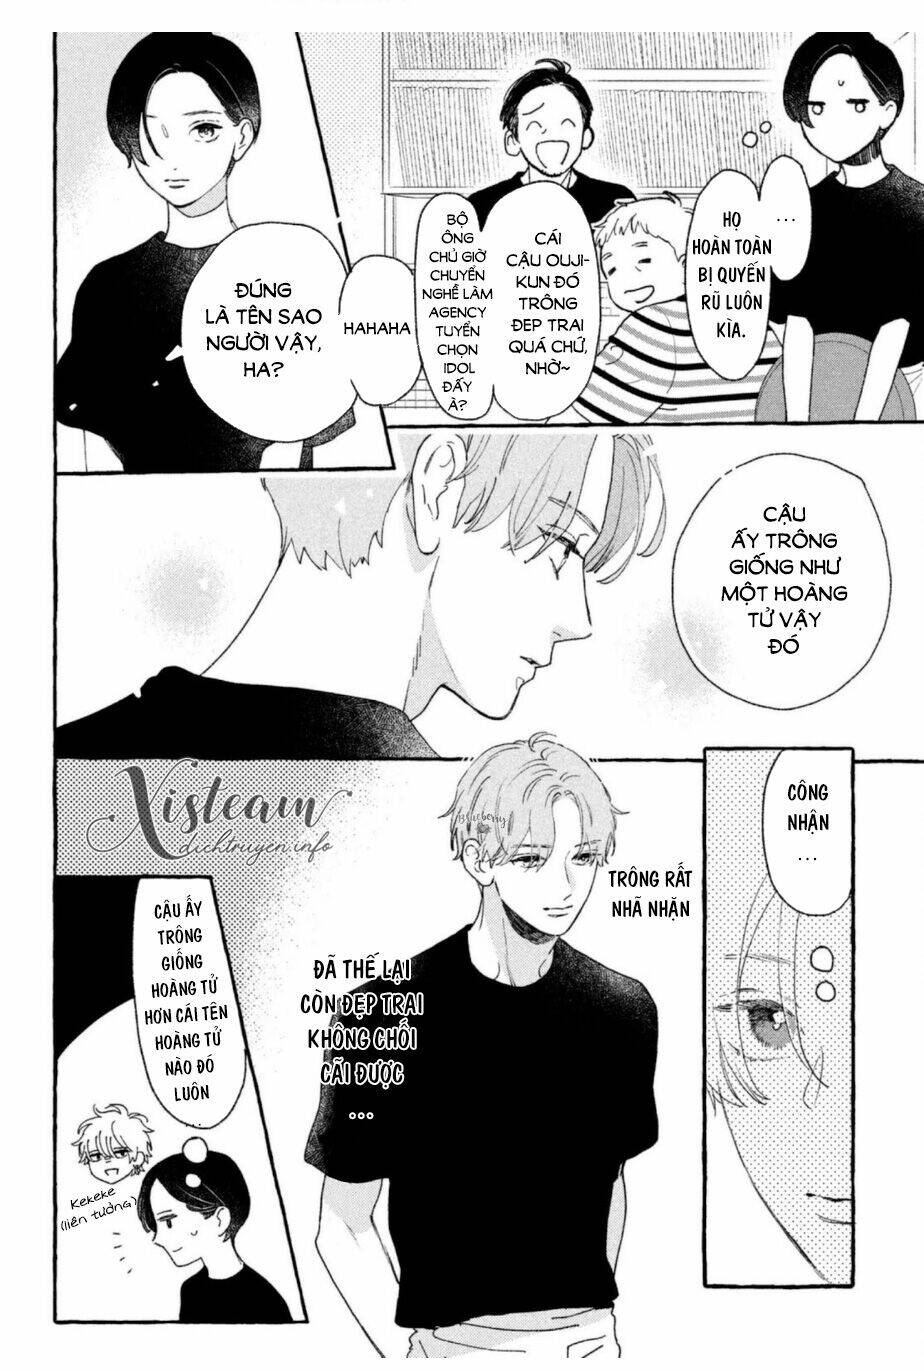 ...
HỌ
HOÀN TOÀN
BỊ QUYẾN
RŨ LUÔN
KÌA.
CÁI
CẬU OUJI-
KUN ĐÓ
TRÔNG
ĐẸP TRAI
QUÁ CHỨ,
NHỜ~
BỘ
ÔNG
CHỦ GIỜ
CHUYỂN
NGHỀ LÀM
AGENCY
TUYỂN
CHỌN
IDOL
ĐẤY
À?
HAHAHA
ĐÚNG
LÀ TÊN SAO
NGƯỜI VẬY,
HA?
CẬU
ẤY TRÔNG
GIỐNG NHƯ
MỘT HOÀNG
TỬ VẬY
ĐÓ
CÔNG
NHẬN
...
TRÔNG RẤT
NHÃ NHẶN
ĐÃ THẾ LẠI
CÒN ĐẸP TRAI
KHÔNG CHỐI
CÃI ĐƯỢC
...
Xisteam
dichtruyen.info
Blueberry
CẬU ẤY
TRÔNG
GIỐNG
HOÀNG TỬ
HƠN CÁI TÊN
HOÀNG TỬ
NÀO ĐÓ
LUÔN
Kekeke
(liên tưởng)